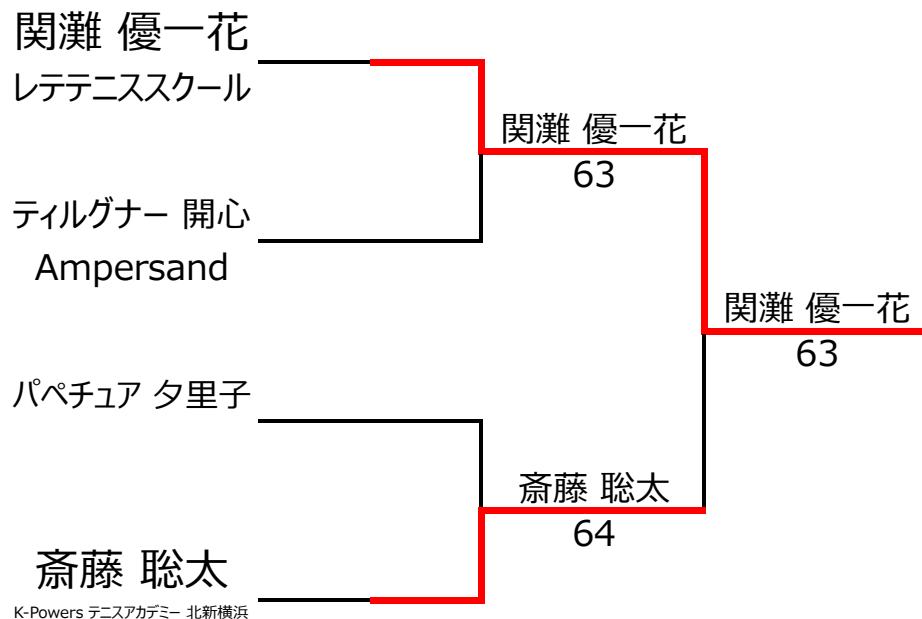 関灘 優一花
レテテニススクール
ティルグナー 開心
Ampersand
パペチュア 夕里子
斎藤 聡太
K-Powers テニスアカデミー 北新横浜
関灘 優一花
63
斎藤 聡太
64
関灘 優一花
63